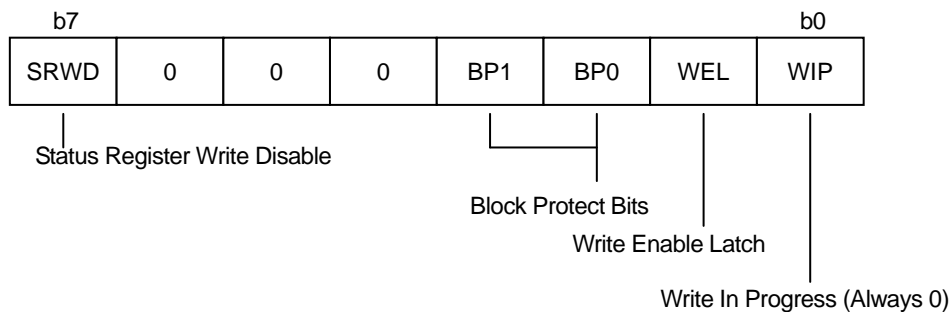 b7 b0
SRWD 0 0 0 BP1 BP0 WEL WIP
Status Register Write Disable
Block Protect Bits
Write Enable Latch
Write In Progress (Always 0)